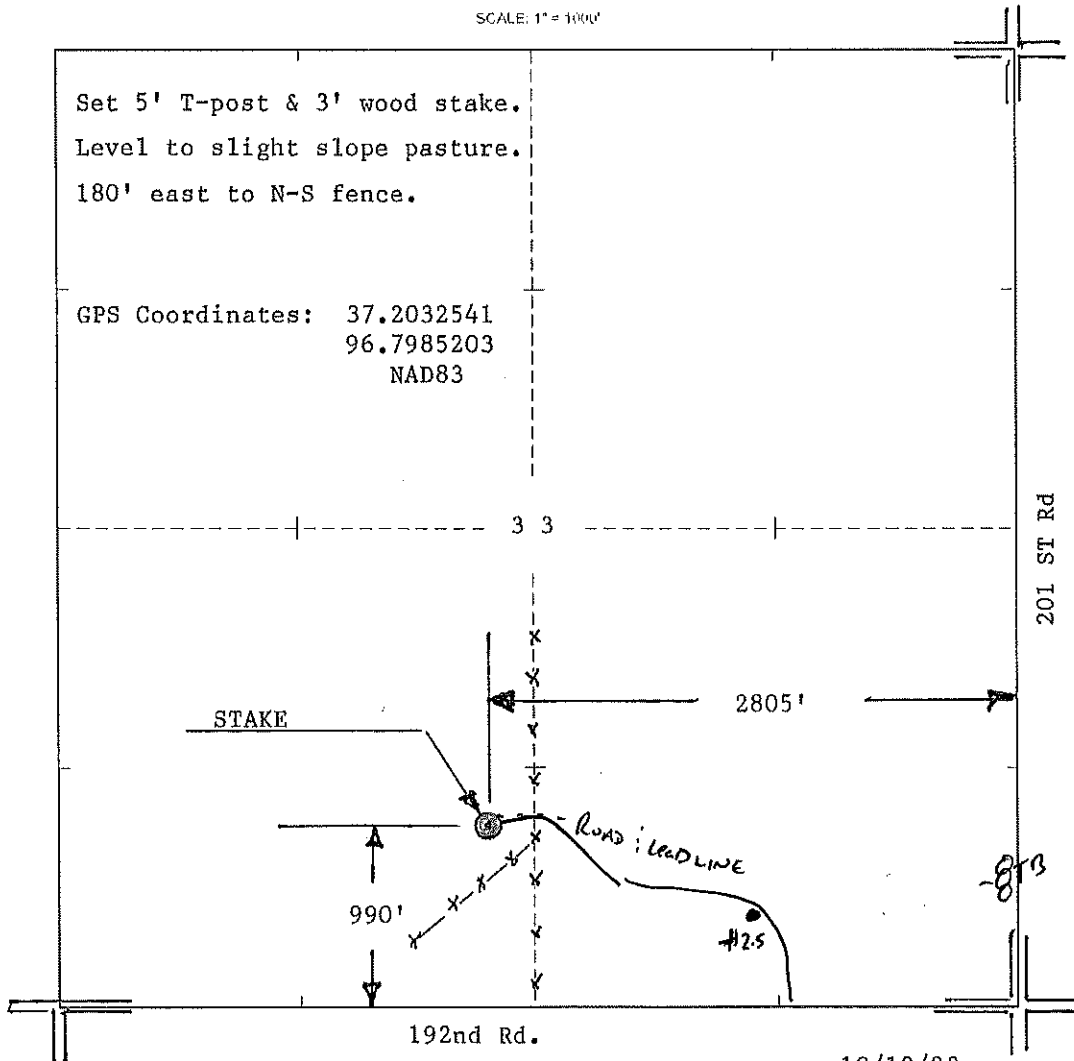 SCALE: 1" = 1000'
Set 5' T-post & 3' wood stake.
Level to slight slope pasture.
180' east to N-S fence.
GPS Coordinates: 37.2032541
96.7985203
NAD83
3 3
201 ST Rd
2805'
STAKE
ROAD : LEADLINE
TB
990'
#2.5
192nd Rd.